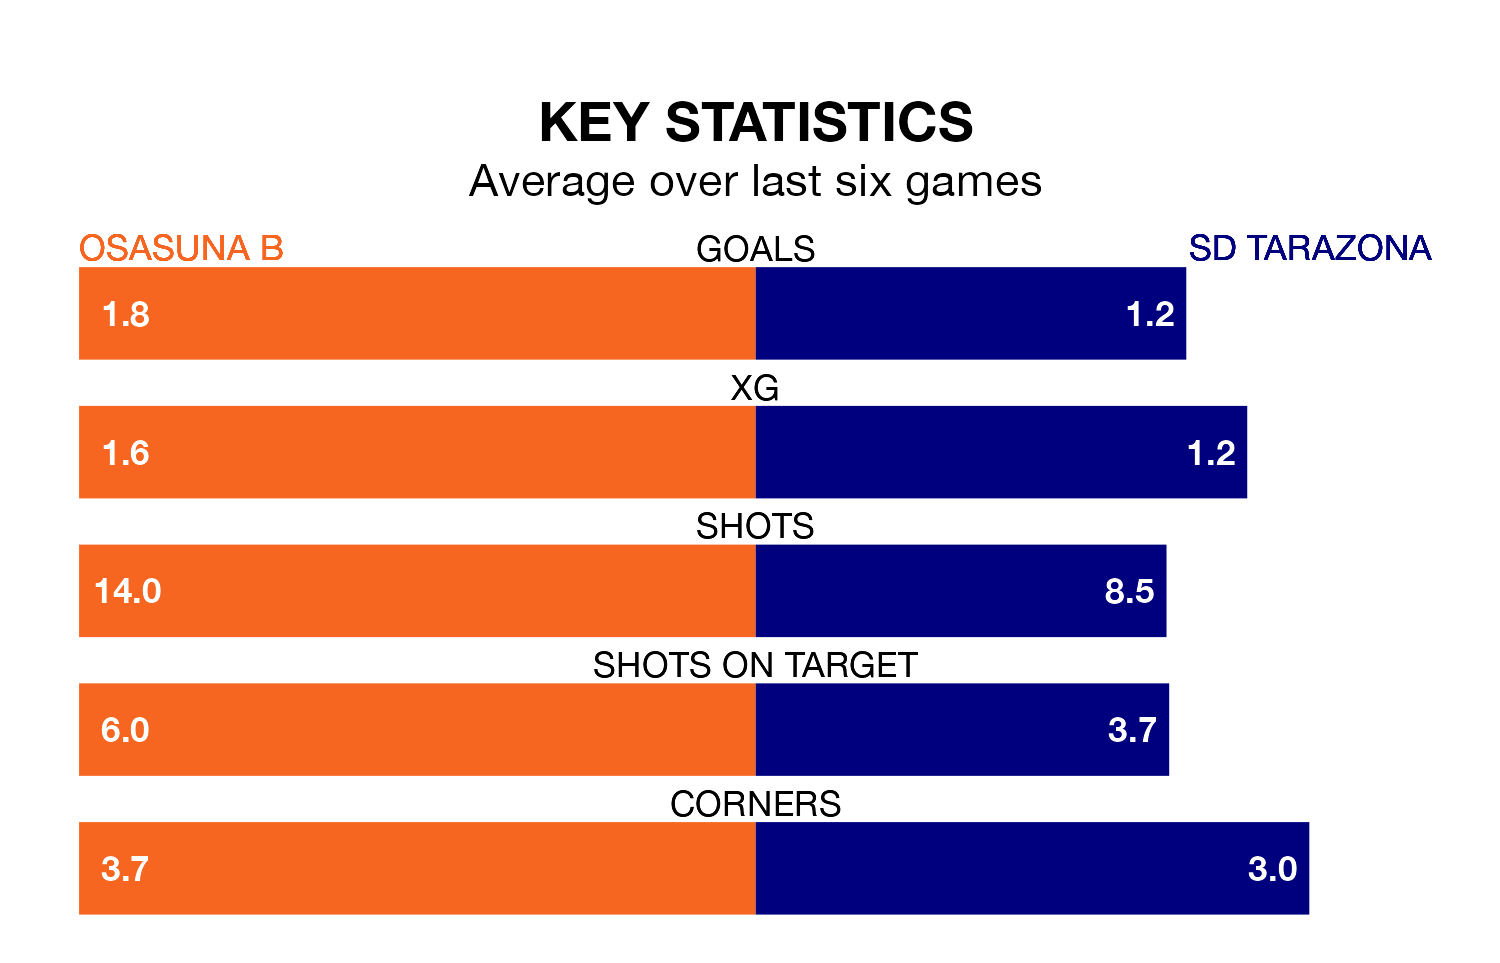 KEY STATISTICS
Average over last six games
OSASUNA B GOALS SD TARAZONA
1.8 1.2
XG
1.6 1.2
SHOTS
14.0 8.5
SHOTS ON TARGET
6.0 3.7
CORNERS
3.7 3.0